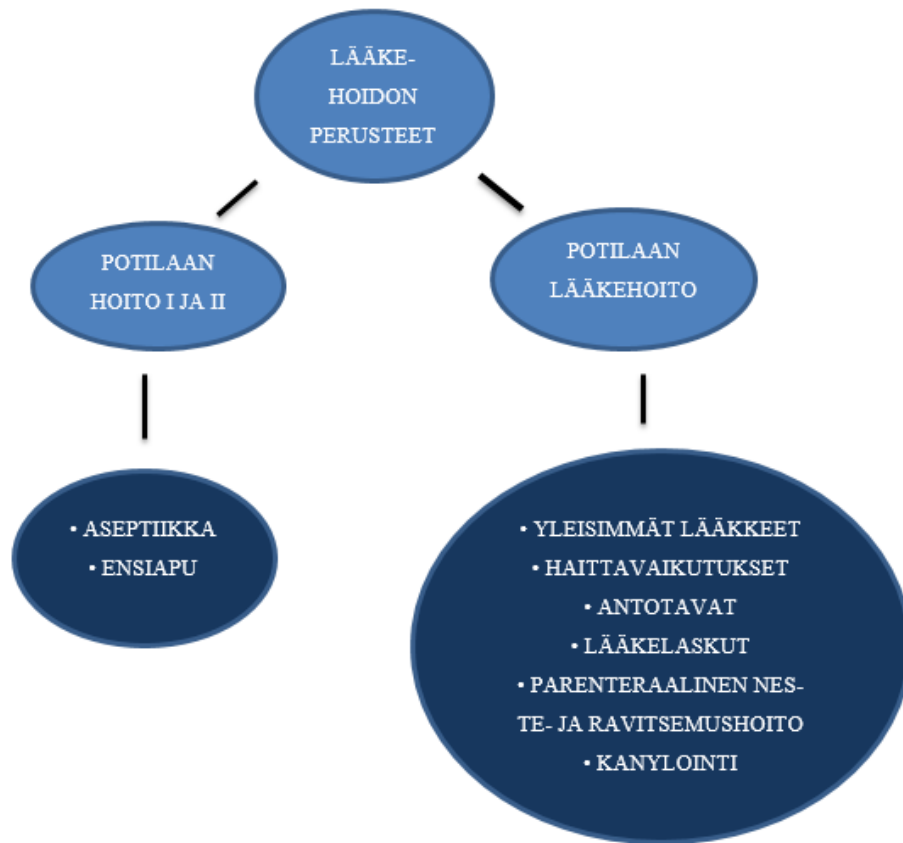 LÄÄKE-
HOIDON
PERUSTEET
POTILAAN
HOITO I JA II
POTILAAN
LÄÄKEHOITO
• ASEPTIIKKA
• ENSIAPU
• YLEISIMMÄT LÄÄKKEET
• HAITTAVAIKUTUKSET
• ANTOTAVAT
• LÄÄKELASKUT
• PARENTERAALINEN NES-
TE- JA RAVITSEMUSHOITO
• KANYLOINTI